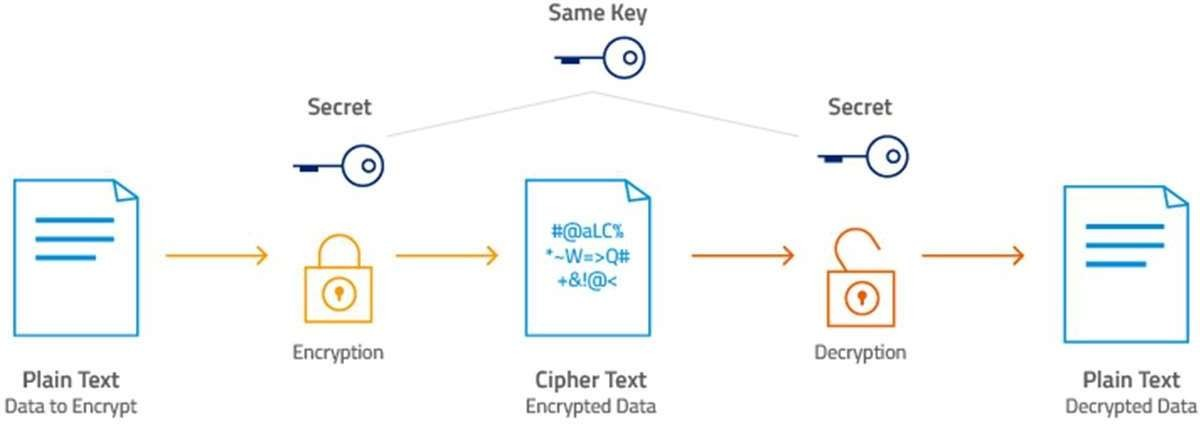 Same Key
Secret
Secret
#@aLC%
*~W=>Q#
+&!@<
Encryption
Decryption
Plain Text
Data to Encrypt
Cipher Text
Encrypted Data
Plain Text
Decrypted Data